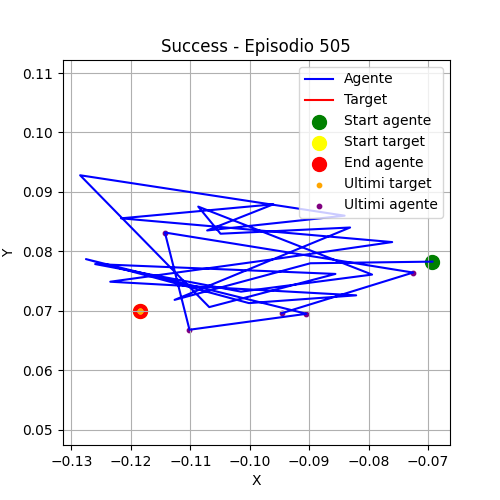 Success - Episodio 505
Agente
Target
Start agente
Start target
End agente
Ultimi target
Ultimi agente
Y
0.11
0.10
0.09
0.08
0.07
0.06
0.05
−0.13
−0.12
−0.11
−0.10
−0.09
−0.08
−0.07
X